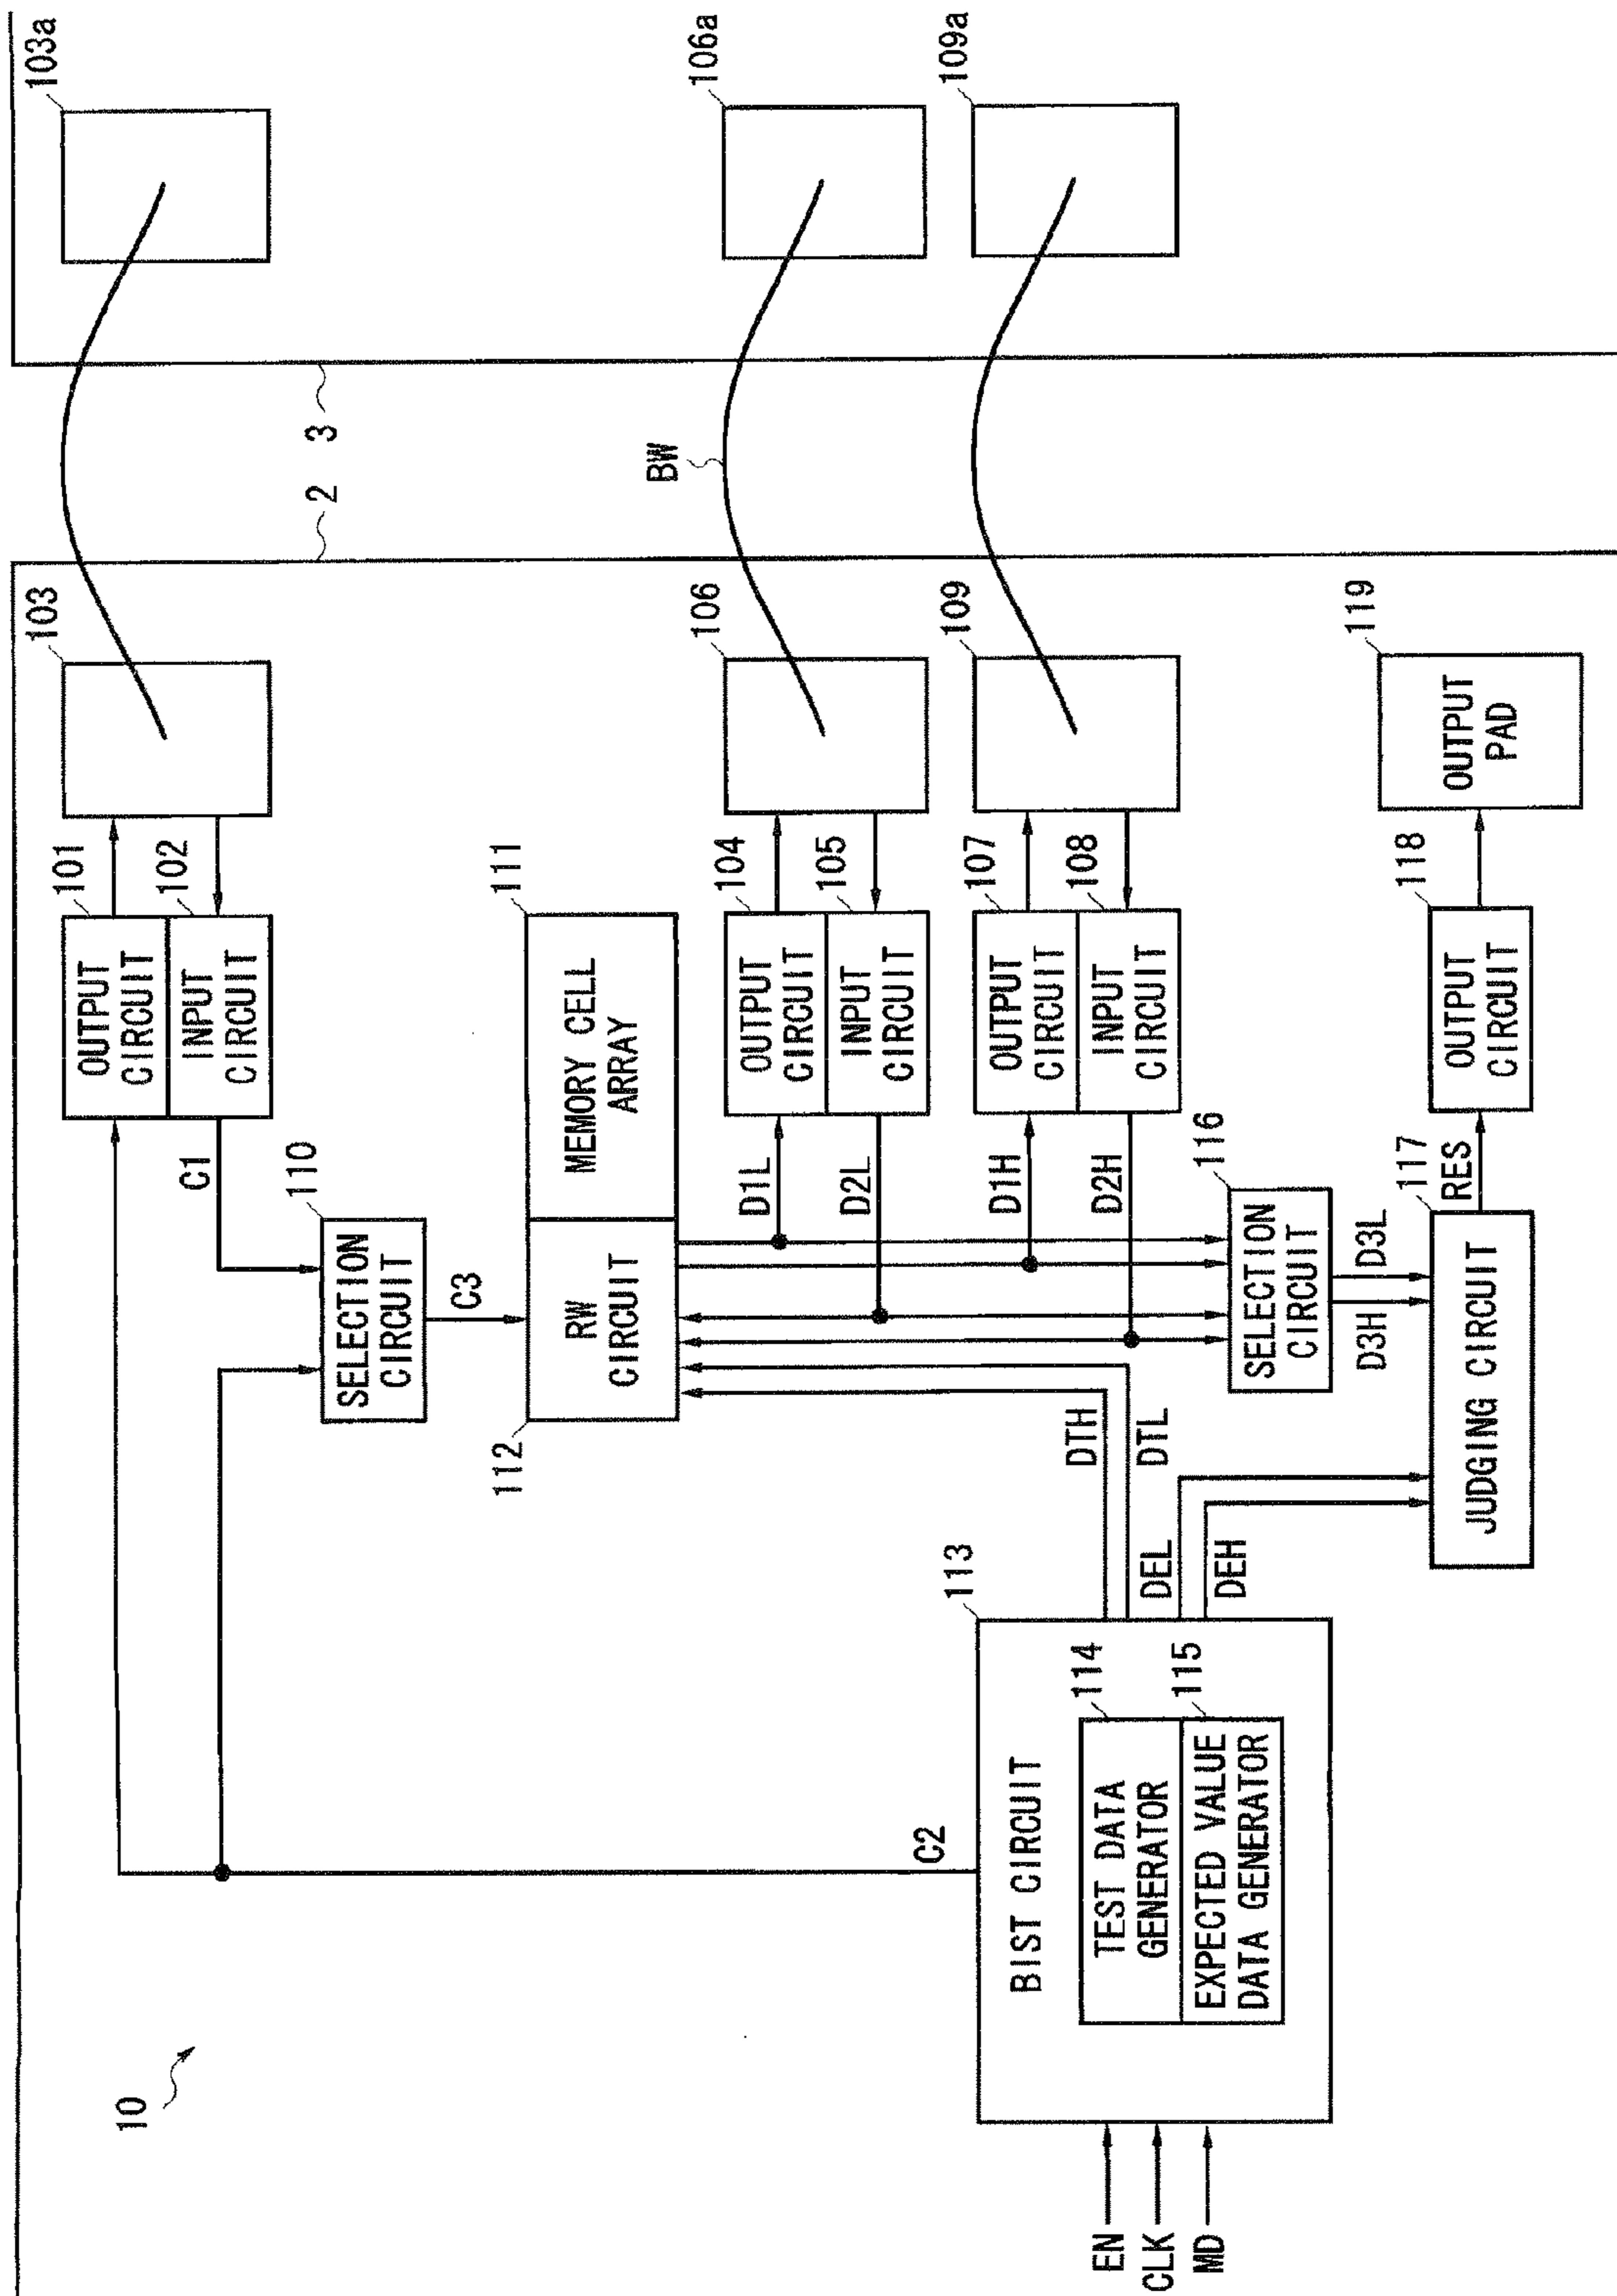 10
103
2
3
103a
101
OUTPUT
CIRCUIT
102
INPUT
CIRCUIT
C1
110
SELECTION
CIRCUIT
C3
111
MEMORY CELL
ARRAY
112
RW
CIRCUIT
106
BW
106a
104
OUTPUT
CIRCUIT
105
INPUT
CIRCUIT
D1L
D2L
109
109a
107
OUTPUT
CIRCUIT
108
INPUT
CIRCUIT
D1H
D2H
C2
113
BIST CIRCUIT
114
TEST DATA
GENERATOR
115
EXPECTED VALUE
DATA GENERATOR
EN
CLK
MD
DTH
DTL
DEL
DEH
116
SELECTION
CIRCUIT
D3H
D3L
117
JUDGING CIRCUIT
RES
118
OUTPUT
CIRCUIT
119
OUTPUT
PAD